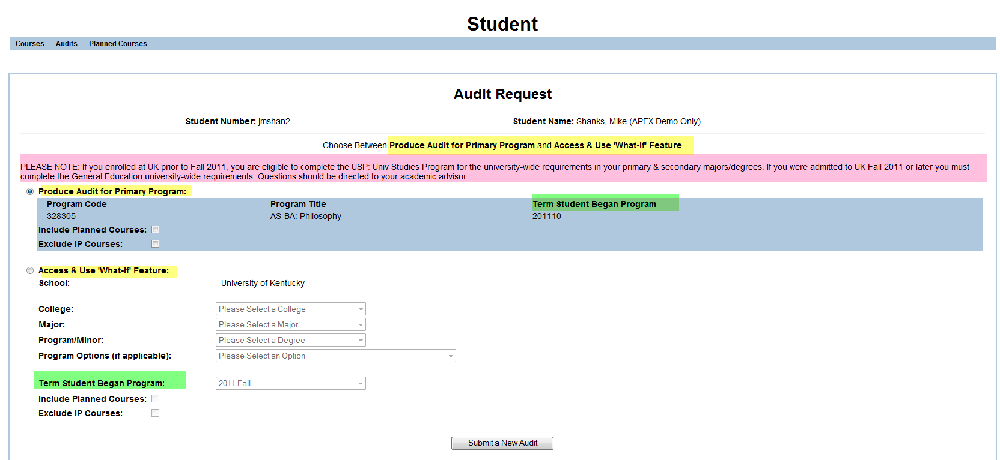 Student
Courses Audits Planned Courses
Audit Request
Student Number: jmshan2 Student Name: Shanks, Mike (APEX Demo Only)
Choose Between Produce Audit for Primary Program and Access & Use 'What-If' Feature
PLEASE NOTE: If you enrolled at UK prior to Fall 2011, you are eligible to complete the USP: Univ Studies Program for the university-wide requirements in your primary & secondary majors/degrees. If you were admitted to UK Fall 2011 or later you must
complete the General Education university-wide requirements. Questions should be directed to your academic advisor.
Produce Audit for Primary Program:
Program Code Program Title Term Student Began Program
328305 AS-BA: Philosophy 201110
Include Planned Courses:
Exclude IP Courses:
Access & Use 'What-If' Feature:
School: - University of Kentucky
College: Please Select a College
Major: Please Select a Major
Program/Minor: Please Select a Degree
Program Options (if applicable): Please Select an Option
Term Student Began Program: 2011 Fall
Include Planned Courses:
Exclude IP Courses:
Submit a New Audit